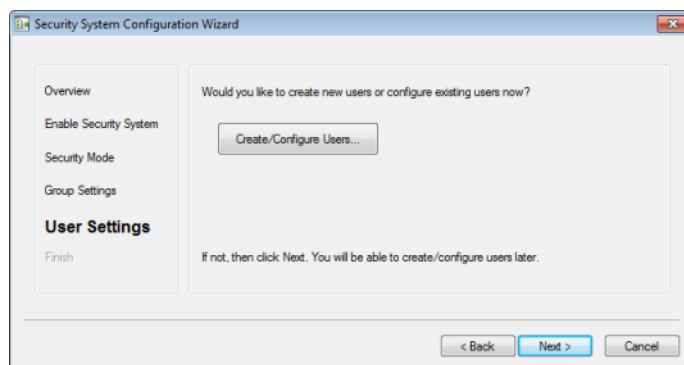 Security System Configuration Wizard
Overview
Enable Security System
Security Mode
Group Settings
User Settings
Finish
Would you like to create new users or configure existing users now?
Create/Configure Users...
If not, then click Next. You will be able to create/configure users later.
< Back
Next >
Cancel